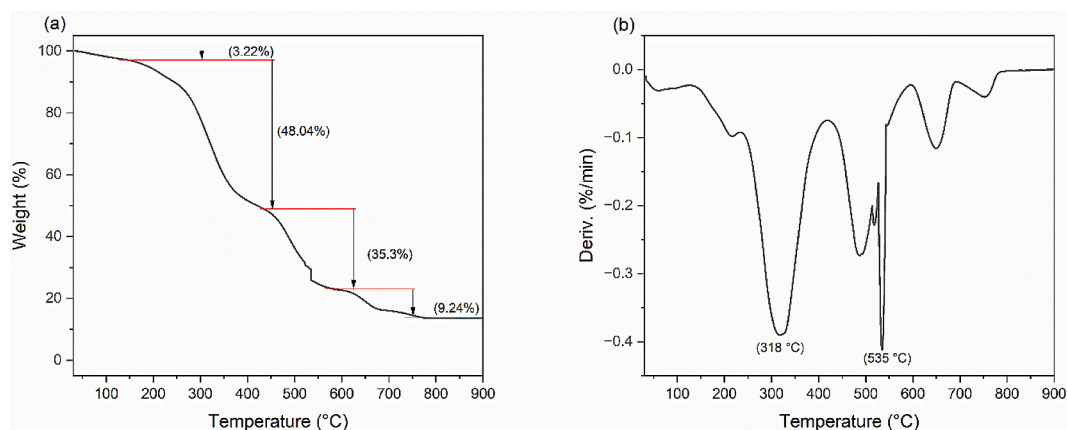 (a)
100
80
60
40
20
0
Weight (%)
(3.22%)
(48.04%)
(35.3%)
(9.24%)
100 200 300 400 500 600 700 800 900
Temperature (°C)
(b)
0.0
−0.1
−0.2
−0.3
−0.4
Deriv. (%/min)
(318 °C)
(535 °C)
100 200 300 400 500 600 700 800 900
Temperature (°C)